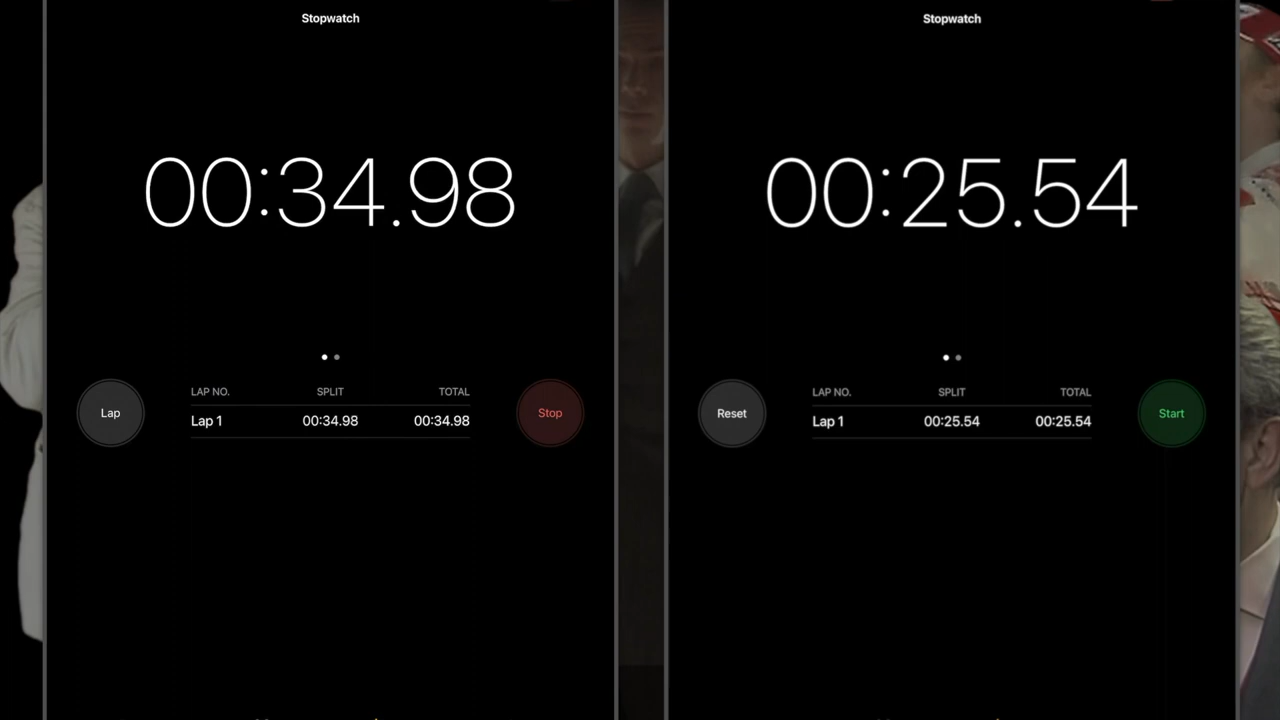 Stopwatch
00:34.98
Lap
LAP NO. SPLIT TOTAL
Lap 1 00:34.98 00:34.98
Stop
Stopwatch
00:25.54
Reset
LAP NO. SPLIT TOTAL
Lap 1 00:25.54 00:25.54
Start